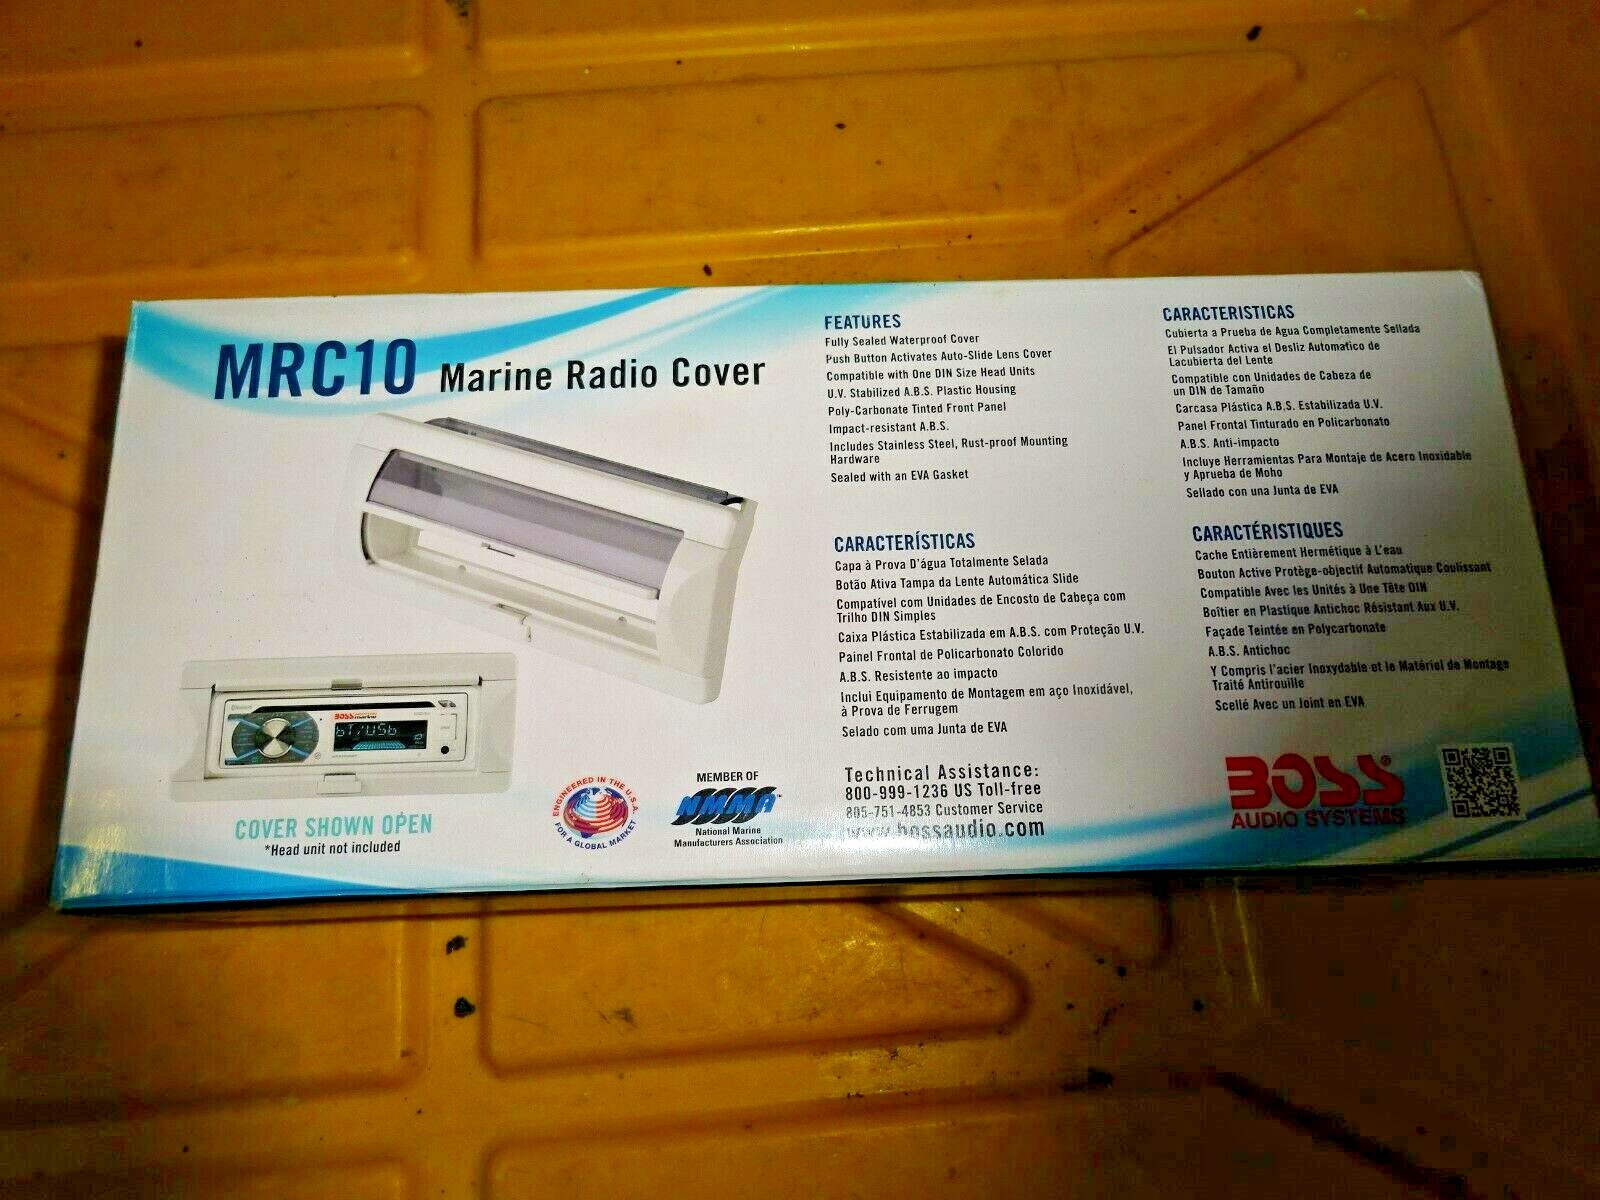 MRC10 Marine Radio Cover
FEATURES
Fully Sealed Waterproof Cover
Push Button Activates Auto-Slide Lens Cover
Compatible with One DIN Size Head Units
U.V. Stabilized A.B.S. Plastic Housing
Poly-Carbonate Tinted Front Panel
Impact-resistant A.B.S.
Includes Stainless Steel, Rust-proof Mounting
Hardware
Sealed with an EVA Gasket
CARACTERISTICAS
Cubierta a Prueba de Agua Completamente Sellada
El Pulsador Activa el Desliz Automatico de
Lacubierta del Lente
Compatible con Unidades de Cabeza de
un DIN de Tamaño
Carcasa Plástica A.B.S. Estabilizada U.V.
Panel Frontal Tinturado en Policarbonato
A.B.S. Anti-impacto
Incluye Herramientas Para Montaje de Acero Inoxidable
y Aprueba de Moho
Sellado con una Junta de EVA
CARACTERÍSTICAS
Capa à Prova D'água Totalmente Selada
Botão Ativa Tampa da Lente Automática Slide
Compatível com Unidades de Encosto de Cabeça com
Trilho DIN Simples
Caixa Plástica Estabilizada em A.B.S. com Proteção U.V.
Painel Frontal de Policarbonato Colorido
A.B.S. Resistente ao impacto
Inclui Equipamento de Montagem em aço Inoxidável,
à Prova de Ferrugem
Selado com uma Junta de EVA
CARACTÉRISTIQUES
Cache Entièrement Hermétique à L'eau
Bouton Active Protège-objectif Automatique Coulissant
Compatible Avec les Unités à Une Tête DIN
Boîtier en Plastique Antichoc Résistant Aux U.V.
Façade Teintée en Polycarbonate
A.B.S. Antichoc
Y Compris l'acier Inoxydable et le Matériel de Montage
Traité Antirouille
Scellé Avec un Joint en EVA
BOSS marine
BT/USb
COVER SHOWN OPEN
*Head unit not included
ENGINEERED IN THE U.S.A.
FOR A GLOBAL MARKET
MEMBER OF
NMMA
National Marine
Manufacturers Association
Technical Assistance:
800-999-1236 US Toll-free
805-751-4853 Customer Service
www.bossaudio.com
BOSS®
AUDIO SYSTEMS